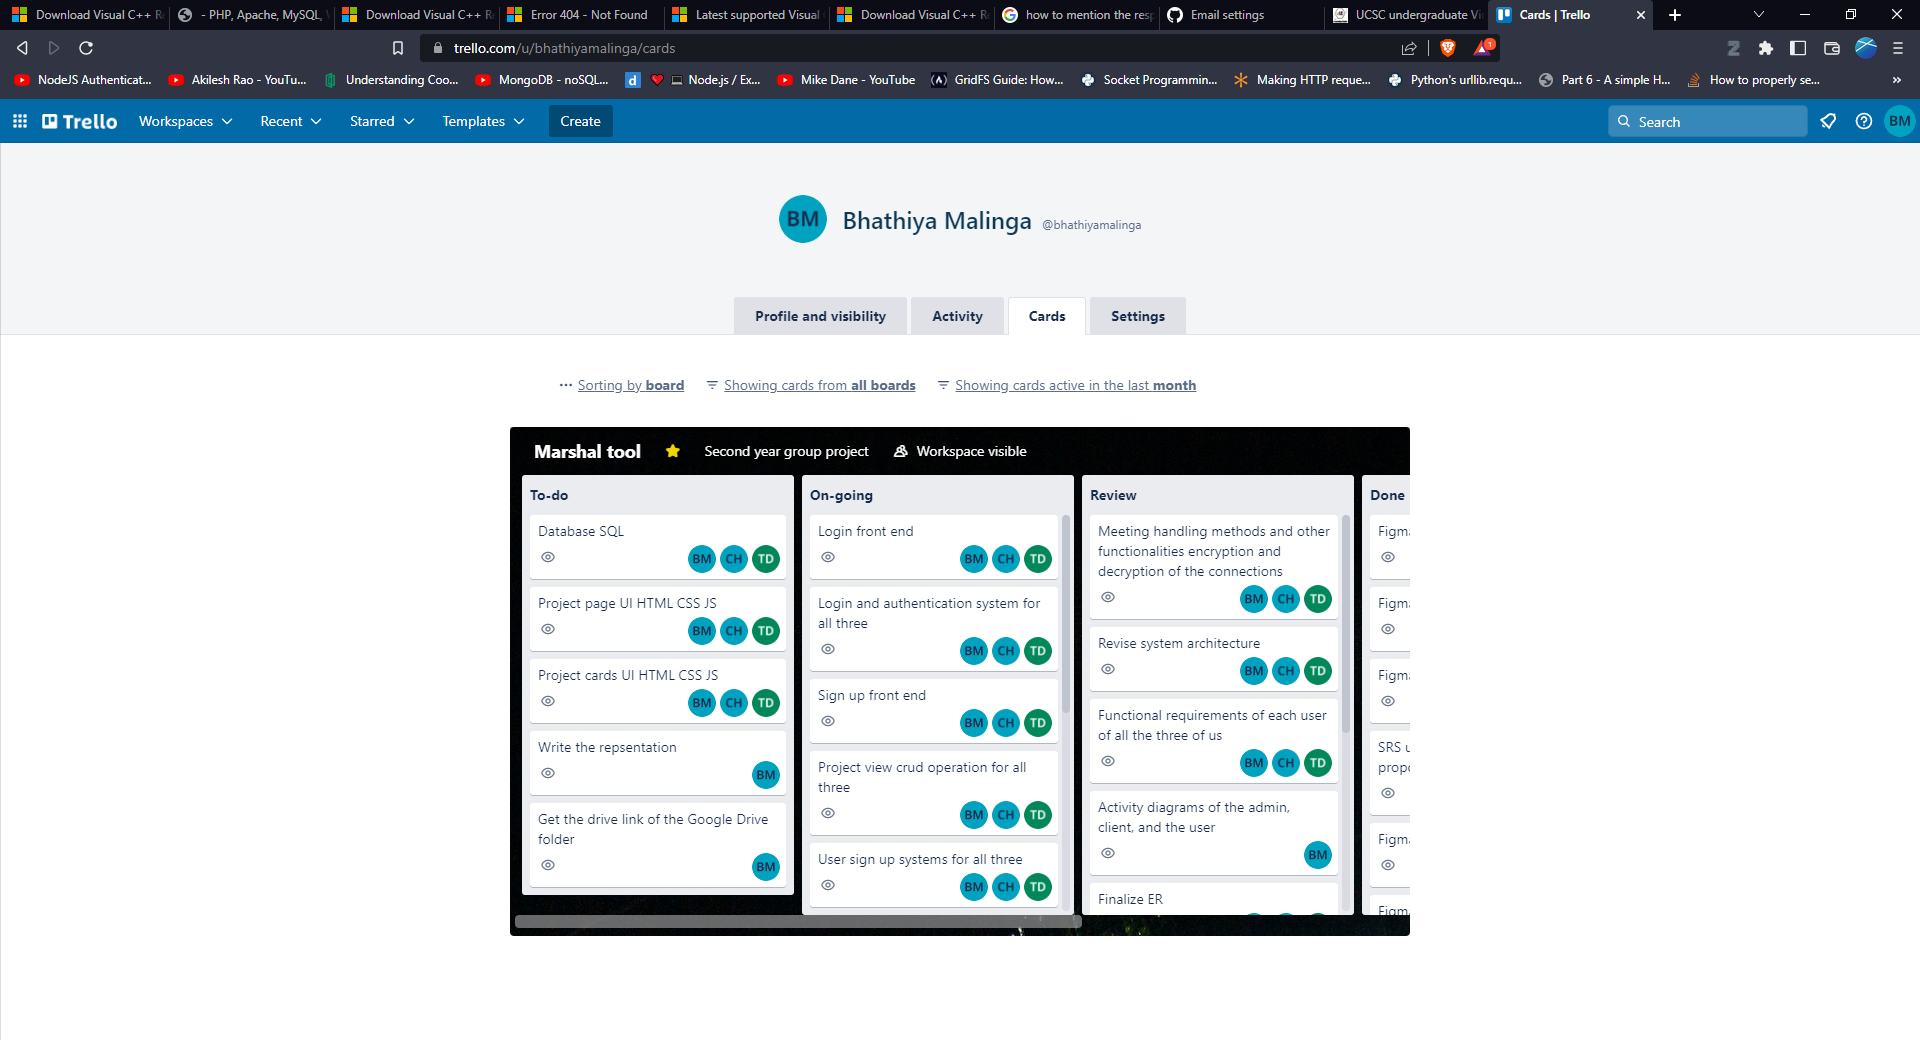 Download Visual C++ R
- PHP, Apache, MySQL,
Download Visual C++ R
Error 404 - Not Found
Latest supported Visual
Download Visual C++ R
how to mention the resp
Email settings
UCSC undergraduate Vi
Cards | Trello
trello.com/u/bhathiyamalinga/cards
1
NodeJS Authenticat...
Akilesh Rao - YouTu...
Understanding Coo...
MongoDB - noSQL...
Node.js / Ex...
Mike Dane - YouTube
GridFS Guide: How...
Socket Programmin...
Making HTTP reque...
Python's urllib.requ...
Part 6 - A simple H...
How to properly se...
Trello
Workspaces
Recent
Starred
Templates
Create
Search
BM
BM
Bhathiya Malinga @bhathiyamalinga
Profile and visibility
Activity
Cards
Settings
Sorting by board
Showing cards from all boards
Showing cards active in the last month
Marshal tool
Second year group project
Workspace visible
To-do
Database SQL
BM CH TD
Project page UI HTML CSS JS
BM CH TD
Project cards UI HTML CSS JS
BM CH TD
Write the repsentation
BM
Get the drive link of the Google Drive
folder
BM
On-going
Login front end
BM CH TD
Login and authentication system for
all three
BM CH TD
Sign up front end
BM CH TD
Project view crud operation for all
three
BM CH TD
User sign up systems for all three
BM CH TD
Review
Meeting handling methods and other
functionalities encryption and
decryption of the connections
BM CH TD
Revise system architecture
BM CH TD
Functional requirements of each user
of all the three of us
BM CH TD
Activity diagrams of the admin,
client, and the user
BM
Finalize ER
Done
Figm
Figm
Figm
SRS u
propo
Figm
Figm